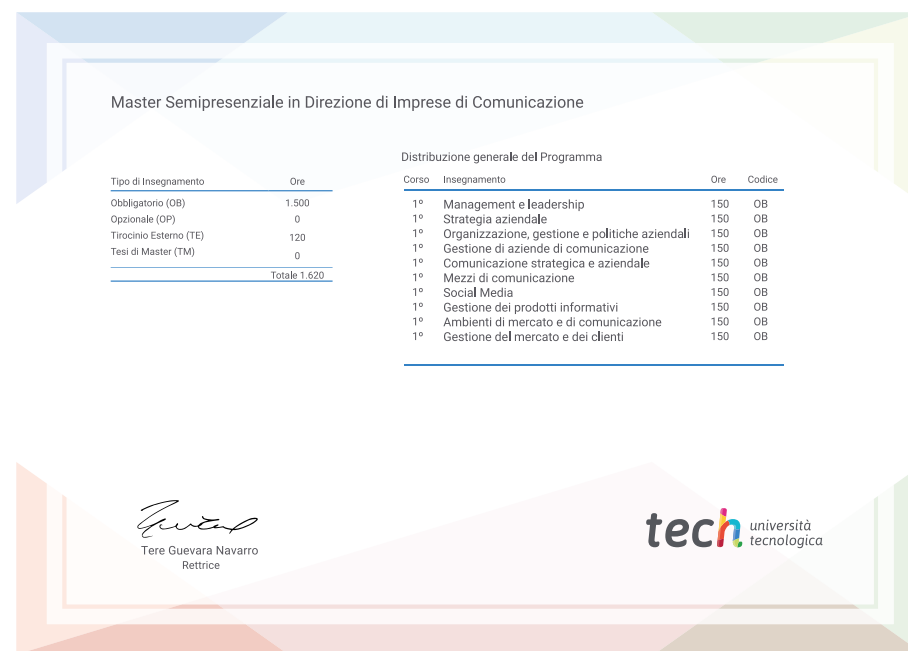 Master Semipresenziale in Direzione di Imprese di Comunicazione
Distribuzione generale del Programma
Tipo di Insegnamento Ore
Obbligatorio (OB) 1.500
Opzionale (OP) 0
Tirocinio Esterno (TE) 120
Tesi di Master (TM) 0
Totale 1.620
Corso Insegnamento Ore Codice
1º Management e leadership 150 OB
1º Strategia aziendale 150 OB
1º Organizzazione, gestione e politiche aziendali 150 OB
1º Gestione di aziende di comunicazione 150 OB
1º Comunicazione strategica e aziendale 150 OB
1º Mezzi di comunicazione 150 OB
1º Social Media 150 OB
1º Gestione dei prodotti informativi 150 OB
1º Ambienti di mercato e di comunicazione 150 OB
1º Gestione del mercato e dei clienti 150 OB
Tere Guevara Navarro
Rettrice
tech università
tecnologica